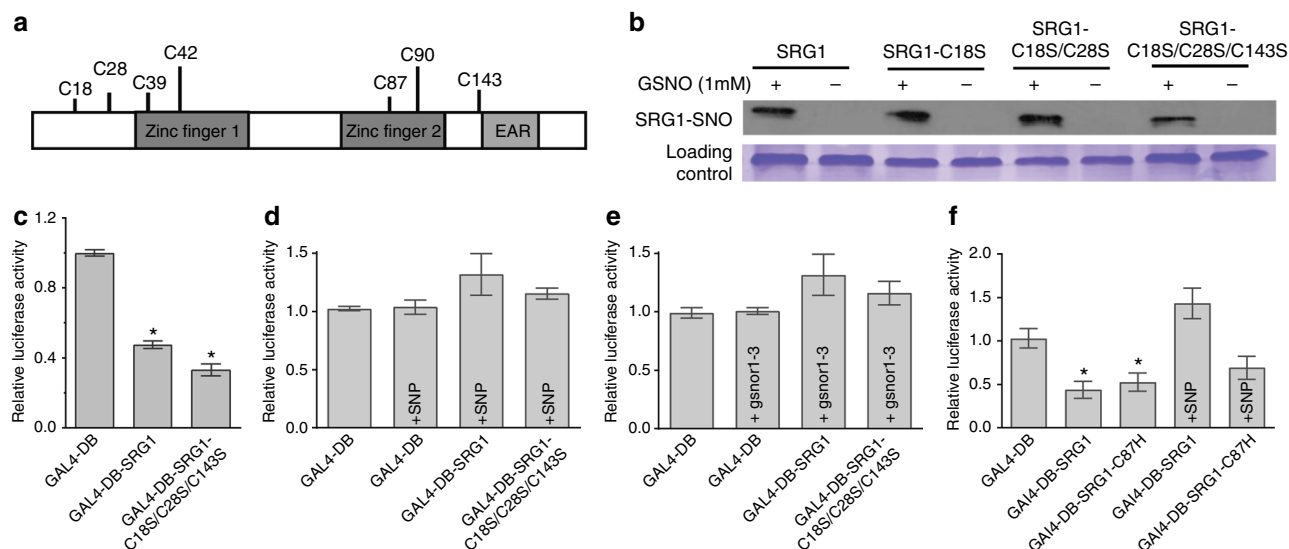 a
C18
C28
C39
C42
C87
C90
C143
Zinc finger 1
Zinc finger 2
EAR
b
SRG1
SRG1-C18S
SRG1-
C18S/C28S
SRG1-
C18S/C28S/C143S
GSNO (1mM)
+ – + – + – + –
SRG1-SNO
Loading
control
c
Relative luciferase activity
1.2
0.8
0.4
0.0
*
*
GAL4-DB
GAL4-DB-SRG1
GAL4-DB-SRG1-
C18S/C28S/C143S
d
Relative luciferase activity
1.5
1.0
0.5
0.0
+SNP
+SNP
+SNP
GAL4-DB
GAL4-DB
GAL4-DB-SRG1
GAL4-DB-SRG1-
C18S/C28S/C143S
e
Relative luciferase activity
1.5
1.0
0.5
0.0
+ gsnor1-3
+ gsnor1-3
+ gsnor1-3
GAL4-DB
GAL4-DB
GAL4-DB-SRG1
GAL4-DB-SRG1-
C18S/C28S/C143S
f
Relative luciferase activity
2.0
1.5
1.0
0.5
0.0
*
*
+SNP
+SNP
GAL4-DB
GAl4-DB-SRG1
GAl4-DB-SRG1-C87H
GAl4-DB-SRG1
GAl4-DB-SRG1-C87H